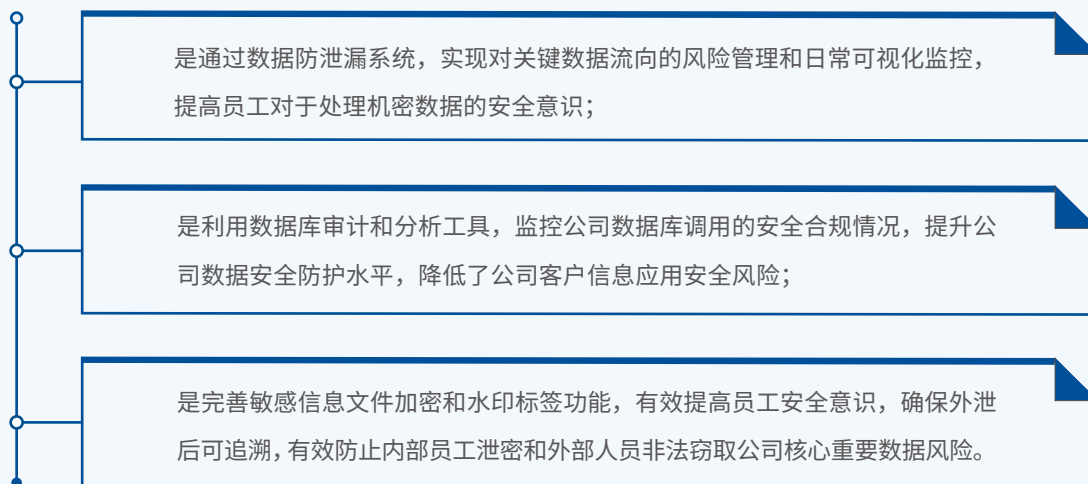 是通过数据防泄漏系统，实现对关键数据流向的风险管理和日常可视化监控，
提高员工对于处理机密数据的安全意识；
是利用数据库审计和分析工具，监控公司数据库调用的安全合规情况，提升公
司数据安全防护水平，降低了公司客户信息应用安全风险；
是完善敏感信息文件加密和水印标签功能，有效提高员工安全意识，确保外泄
后可追溯，有效防止内部员工泄密和外部人员非法窃取公司核心重要数据风险。